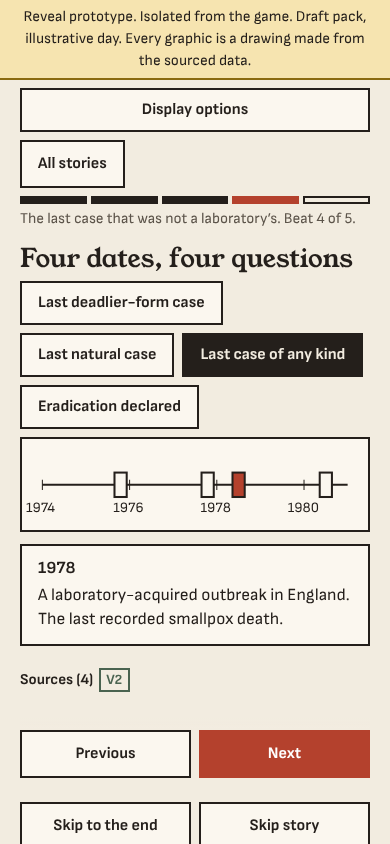 Reveal prototype. Isolated from the game. Draft pack,
illustrative day. Every graphic is a drawing made from
the sourced data.
Display options
All stories
The last case that was not a laboratory's. Beat 4 of 5.
Four dates, four questions
Last deadlier-form case
Last natural case
Last case of any kind
Eradication declared
1974 1976 1978 1980
1978
A laboratory-acquired outbreak in England.
The last recorded smallpox death.
Sources (4) V2
Previous
Next
Skip to the end
Skip story